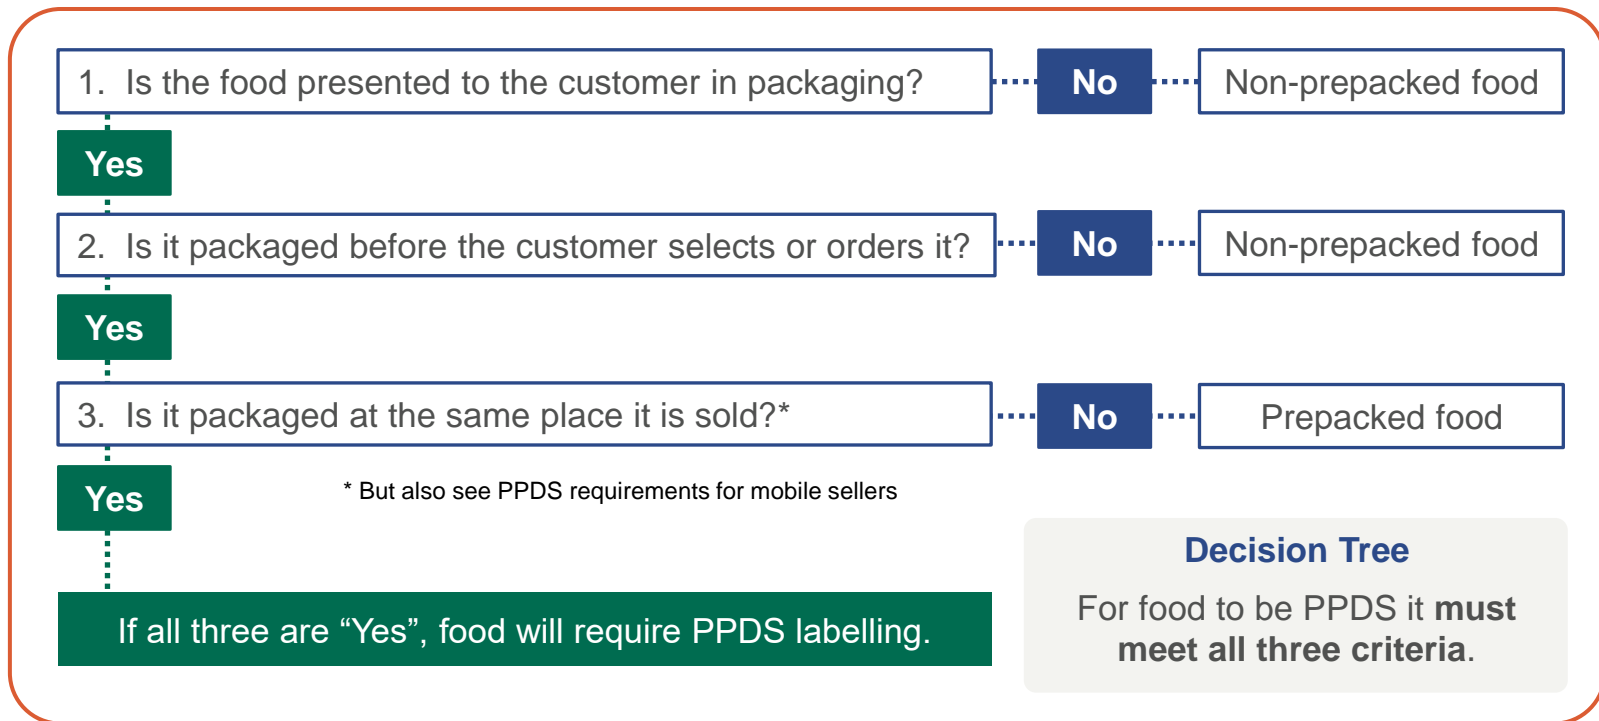 1. Is the food presented to the customer in packaging?
No
Non-prepacked food
Yes
2. Is it packaged before the customer selects or orders it?
No
Non-prepacked food
Yes
3. Is it packaged at the same place it is sold?*
No
Prepacked food
Yes
* But also see PPDS requirements for mobile sellers
If all three are “Yes”, food will require PPDS labelling.
Decision Tree
For food to be PPDS it must
meet all three criteria.